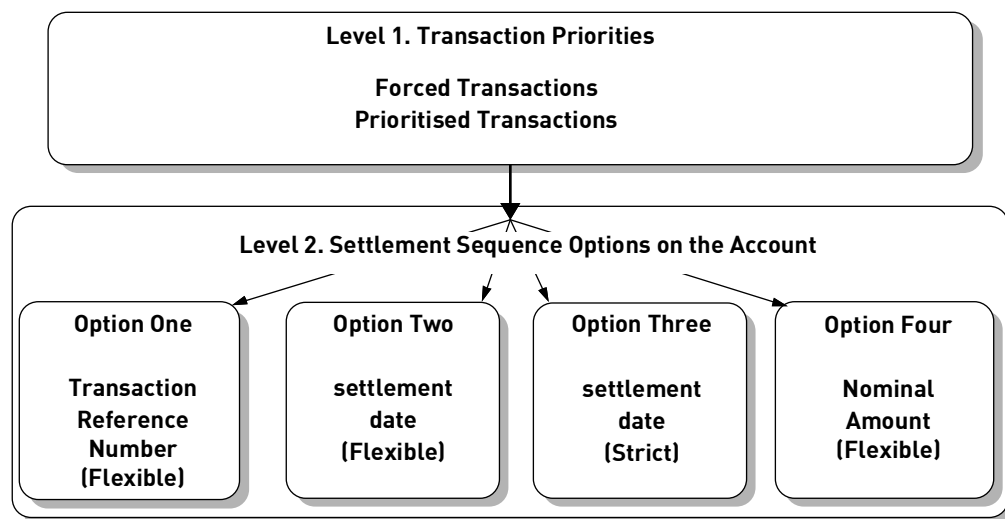 Level 1. Transaction Priorities
Forced Transactions
Prioritised Transactions
Level 2. Settlement Sequence Options on the Account
Option One
Transaction
Reference
Number
(Flexible)
Option Two
settlement
date
(Flexible)
Option Three
settlement
date
(Strict)
Option Four
Nominal
Amount
(Flexible)